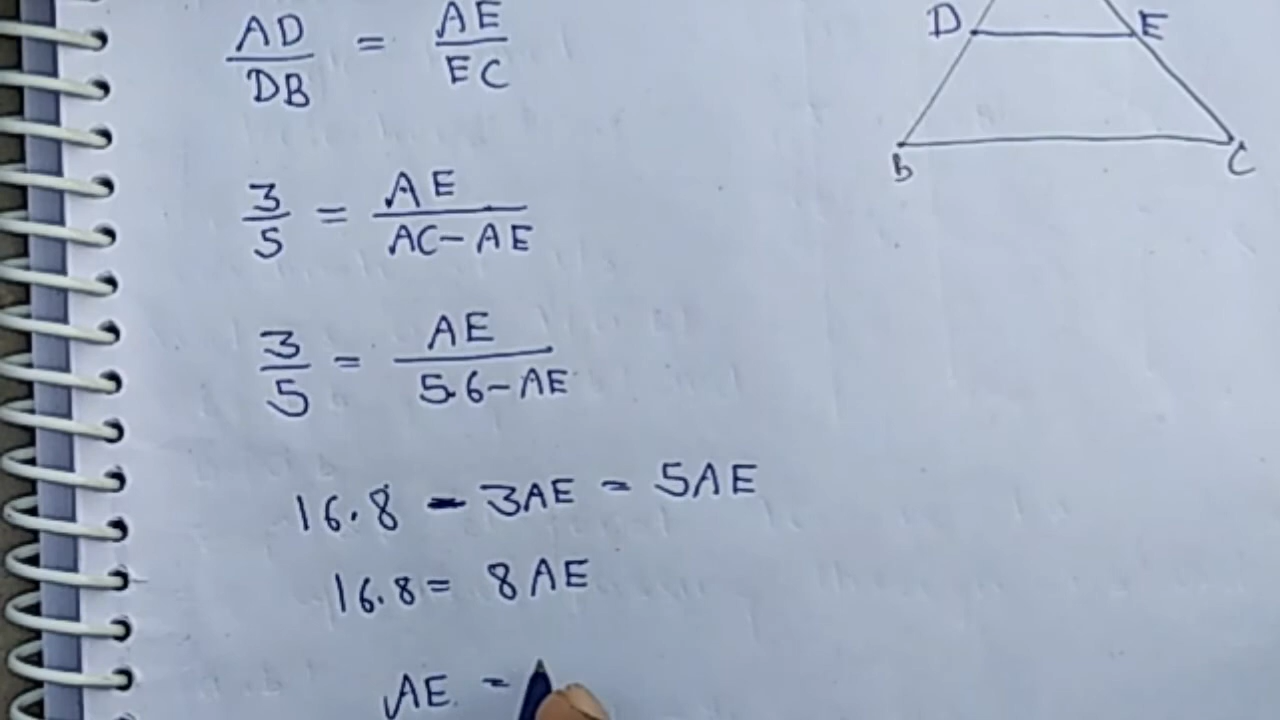 AD/DB = AE/EC
D E
B C
3/5 = AE/AC-AE
3/5 = AE/5.6-AE
16.8 - 3AE = 5AE
16.8 = 8AE
AE =